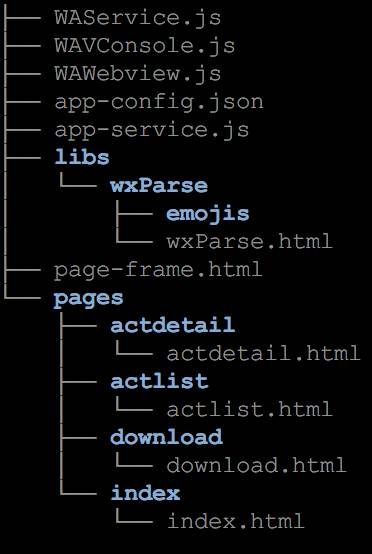 ├── WAService.js
├── WAVConsole.js
├── WAWebview.js
├── app-config.json
├── app-service.js
├── libs
│   └── wxParse
│       ├── emojis
│       └── wxParse.html
├── page-frame.html
└── pages
    ├── actdetail
    │   └── actdetail.html
    ├── actlist
    │   └── actlist.html
    ├── download
    │   └── download.html
    └── index
        └── index.html